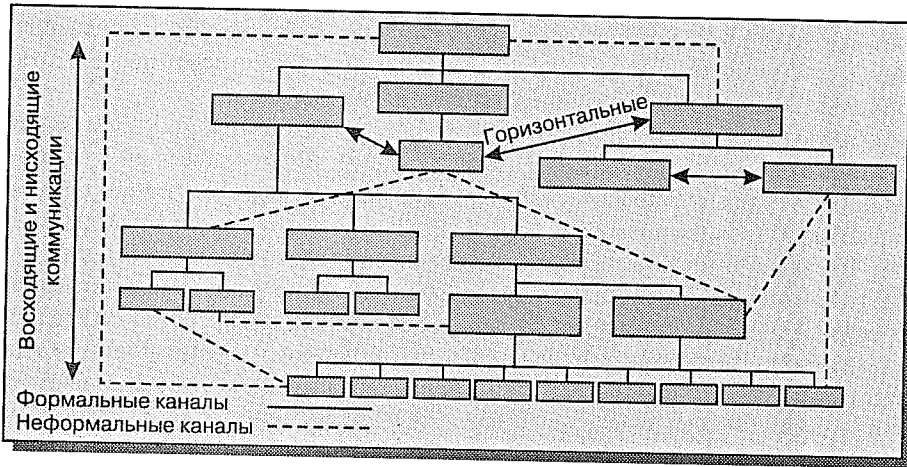 Восходящие и нисходящие
коммуникации
Горизонтальные
Формальные каналы
Неформальные каналы